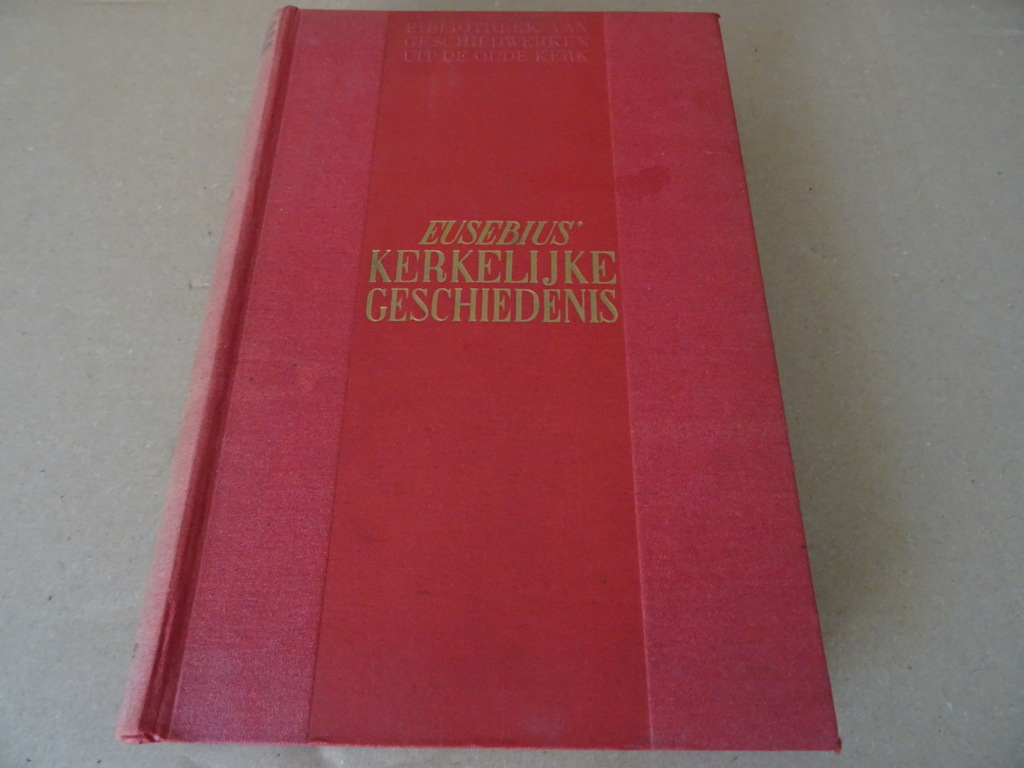 BIBLIOTHEEK VAN
GESCHIEDWERKEN
UIT DE OUDE KERK
EUSEBIUS'
KERKELIJKE
GESCHIEDENIS